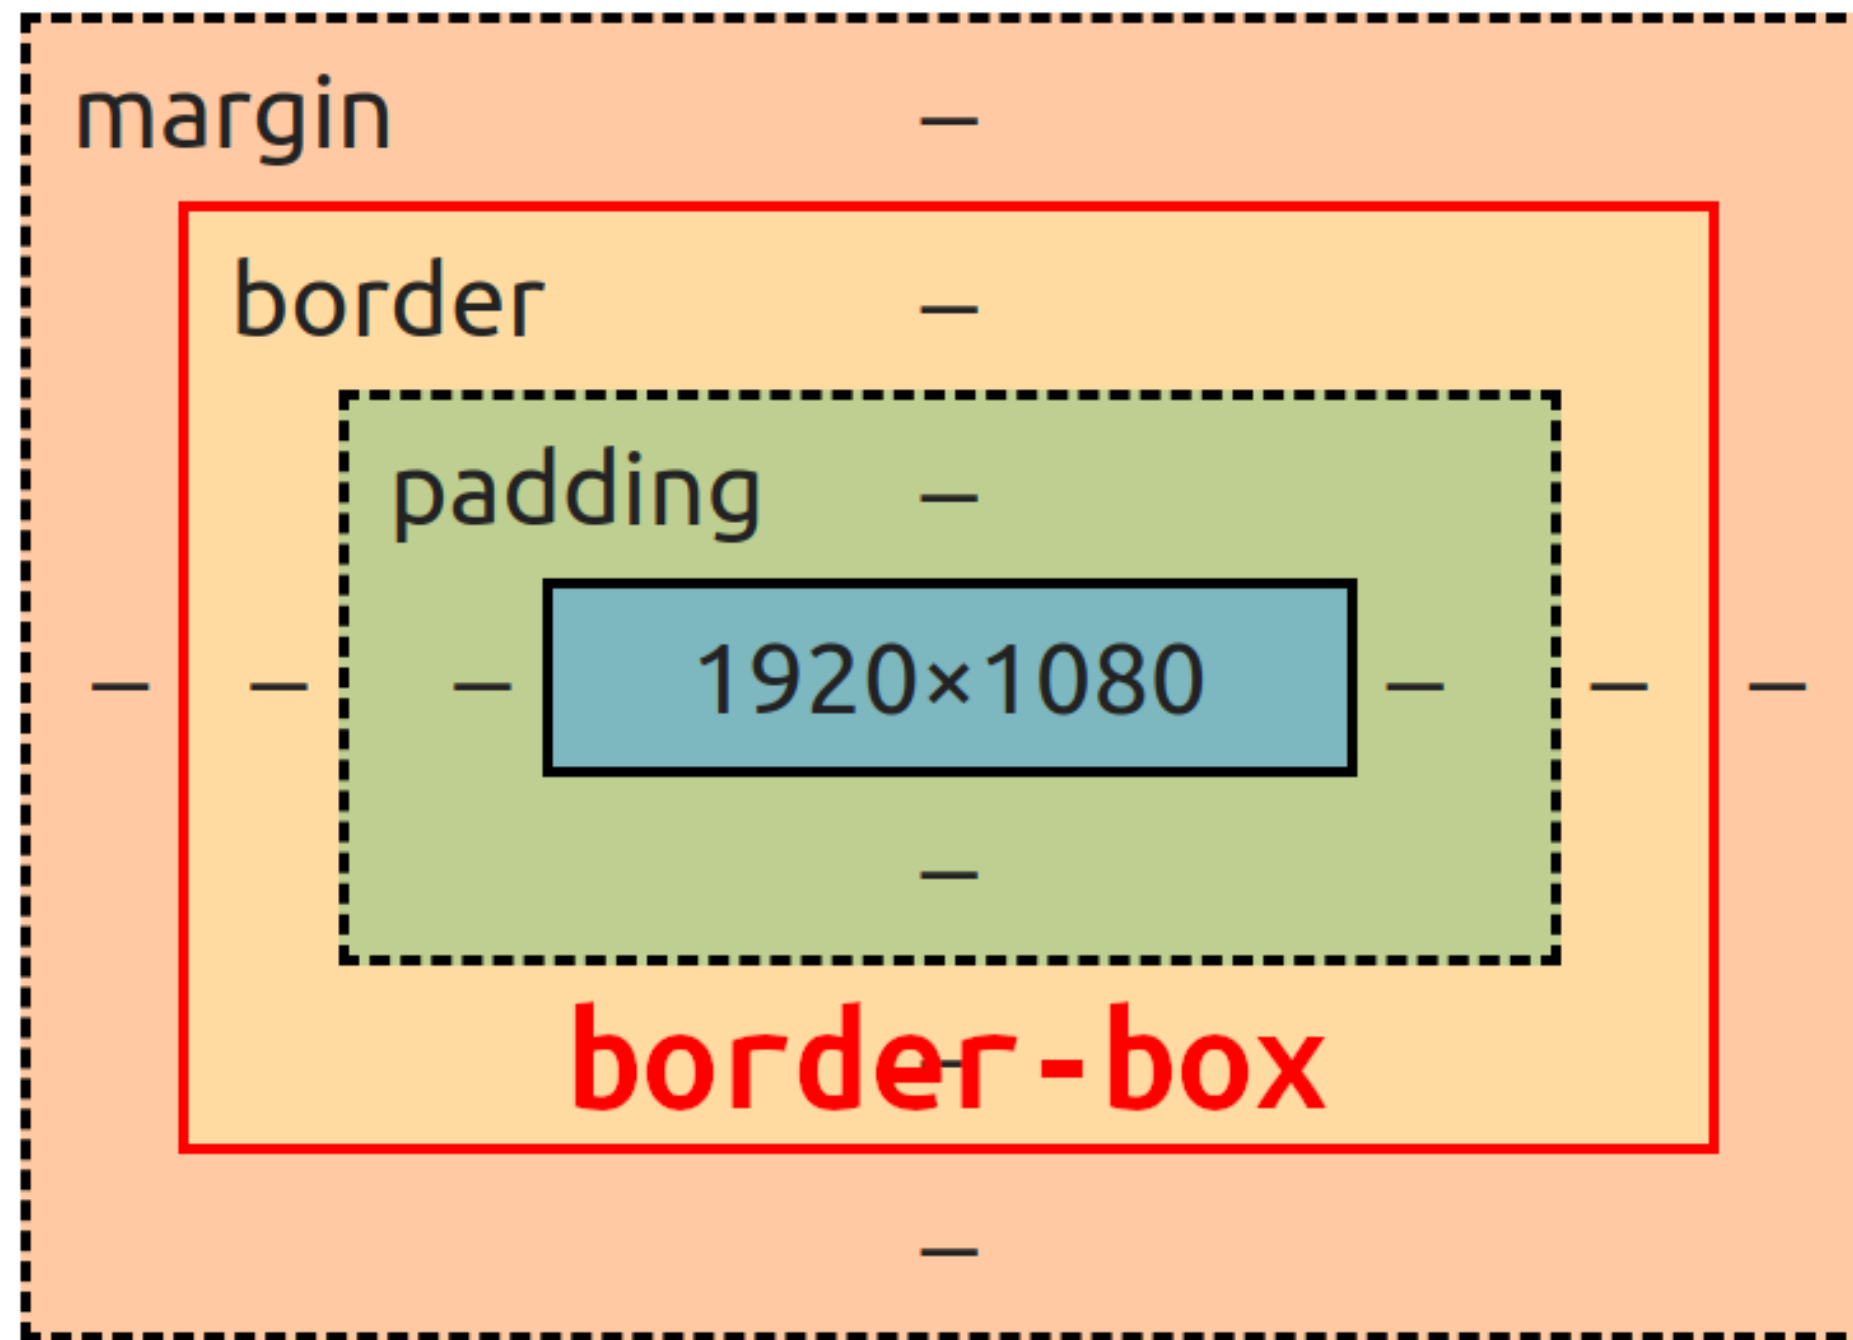 margin –
border –
padding –
– – – 1920×1080 – – –
–
border-box
–
–